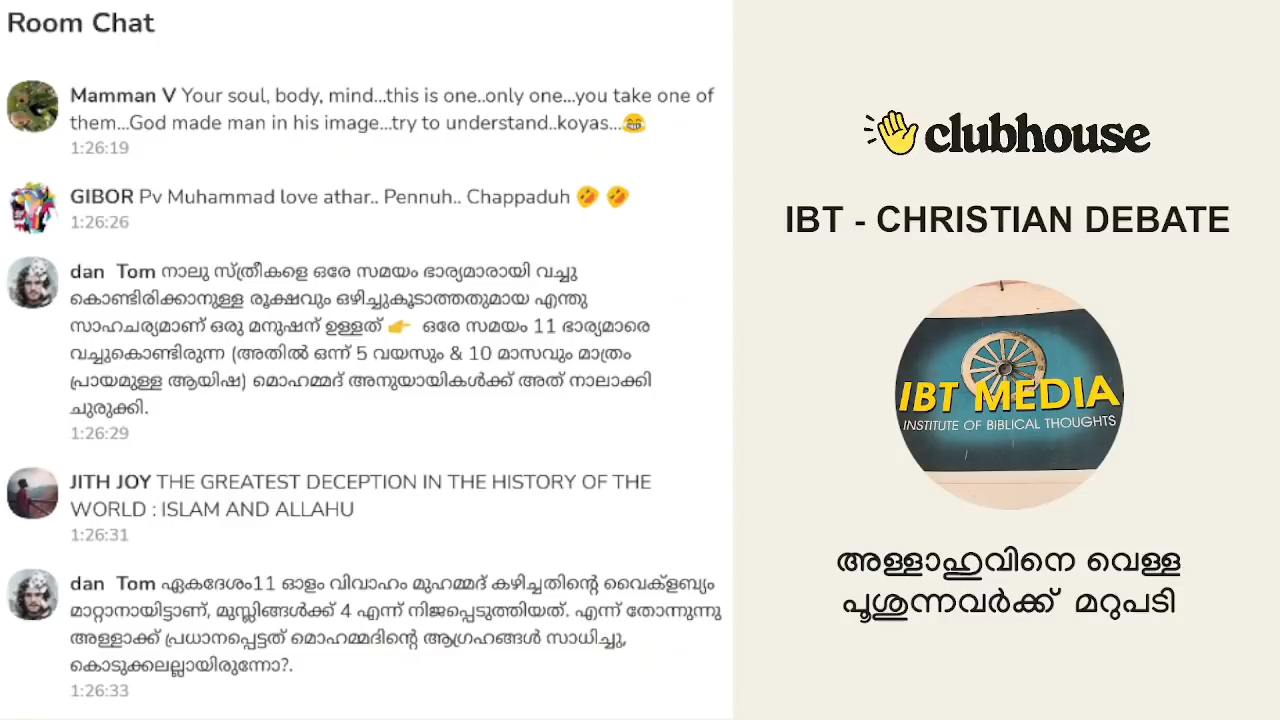 Room Chat
Mamman V Your soul, body, mind...this is one..only one...you take one of
them...God made man in his image...try to understand..koyas...😂
1:26:19
GIBOR Pv Muhammad love athar.. Pennuh.. Chappaduh 🤣 🤣
1:26:26
dan Tom നാലു സ്ത്രീകളെ ഒരേ സമയം ഭാര്യമാരായി വച്ചു
കൊണ്ടിരിക്കാനുള്ള രൂക്ഷവും ഒഴിച്ചുകൂടാത്തതുമായ എന്തു
സാഹചര്യമാണ് ഒരു മനുഷന് ഉള്ളത് 👉 ഒരേ സമയം 11 ഭാര്യമാരെ
വച്ചുകൊണ്ടിരുന്ന (അതിൽ ഒന്ന് 5 വയസും & 10 മാസവും മാത്രം
പ്രായമുള്ള ആയിഷ) മൊഹമ്മദ് അനുയായികൾക്ക് അത് നാലാക്കി
ചുരുക്കി.
1:26:29
JITH JOY THE GREATEST DECEPTION IN THE HISTORY OF THE
WORLD : ISLAM AND ALLAHU
1:26:31
dan Tom ഏകദേശം11 ഓളം വിവാഹം മുഹമ്മദ് കഴിച്ചതിന്റെ വൈക്ളബ്യം
മാറ്റാനായിട്ടാണ്, മുസ്ലിങ്ങൾക്ക് 4 എന്ന് നിജപ്പെടുത്തിയത്. എന്ന് തോന്നുന്നു
അള്ളാക്ക് പ്രധാനപ്പെട്ടത് മൊഹമ്മദിന്റെ ആഗ്രഹങ്ങൾ സാധിച്ചു,
കൊടുക്കലല്ലായിരുന്നോ?.
1:26:33
clubhouse
IBT - CHRISTIAN DEBATE
IBT MEDIA
INSTITUTE OF BIBLICAL THOUGHTS
അള്ളാഹുവിനെ വെള്ള
പൂശുന്നവർക്ക് മറുപടി